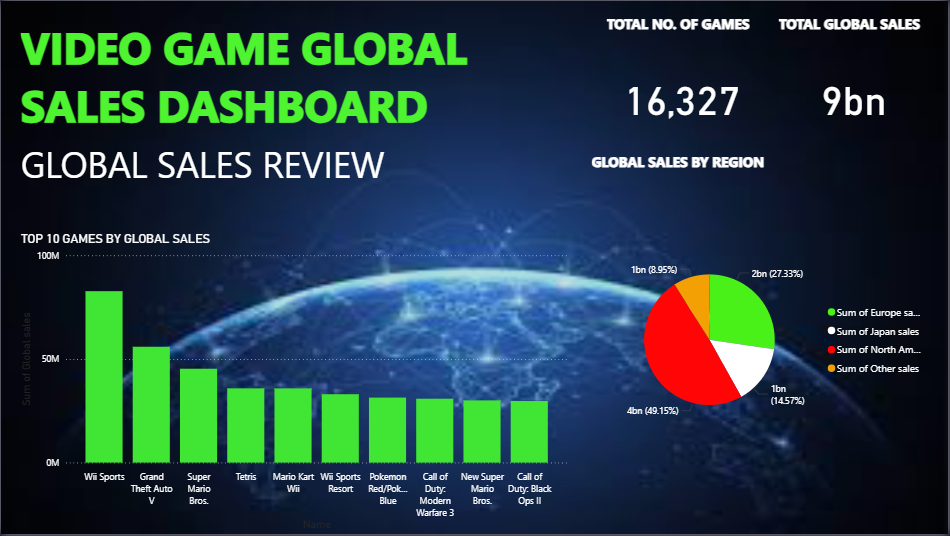 VIDEO GAME GLOBAL
SALES DASHBOARD
GLOBAL SALES REVIEW
TOTAL NO. OF GAMES
16,327
TOTAL GLOBAL SALES
9bn
GLOBAL SALES BY REGION
TOP 10 GAMES BY GLOBAL SALES
Sum of Global.sales
100M
50M
0M
Wii Sports
Grand
Theft Auto
V
Super
Mario
Bros.
Tetris
Mario Kart
Wii
Wii Sports
Resort
Pokemon
Red/Pok...
Blue
Call of
Duty:
Modern
Warfare 3
New Super
Mario
Bros.
Call of
Duty: Black
Ops II
Name
1bn (8.95%)
2bn (27.33%)
1bn
(14.57%)
4bn (49.15%)
Sum of Europe sa...
Sum of Japan sales
Sum of North Am...
Sum of Other sales